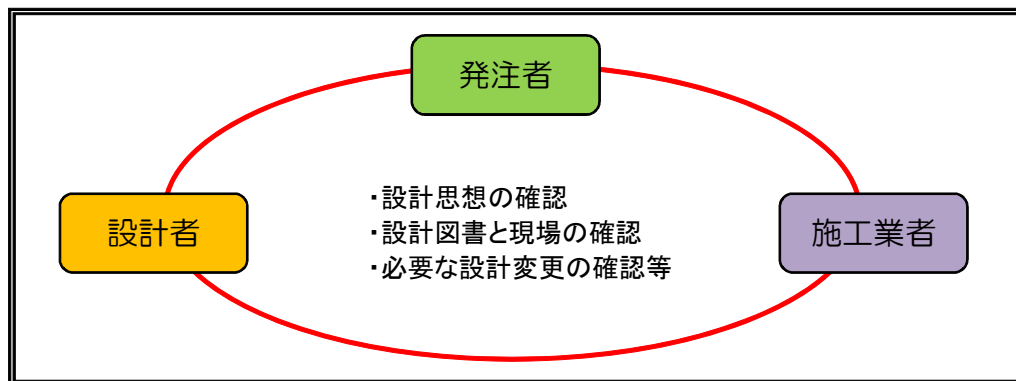 発注者
設計者
・設計思想の確認
・設計図書と現場の確認
・必要な設計変更の確認等
施工業者